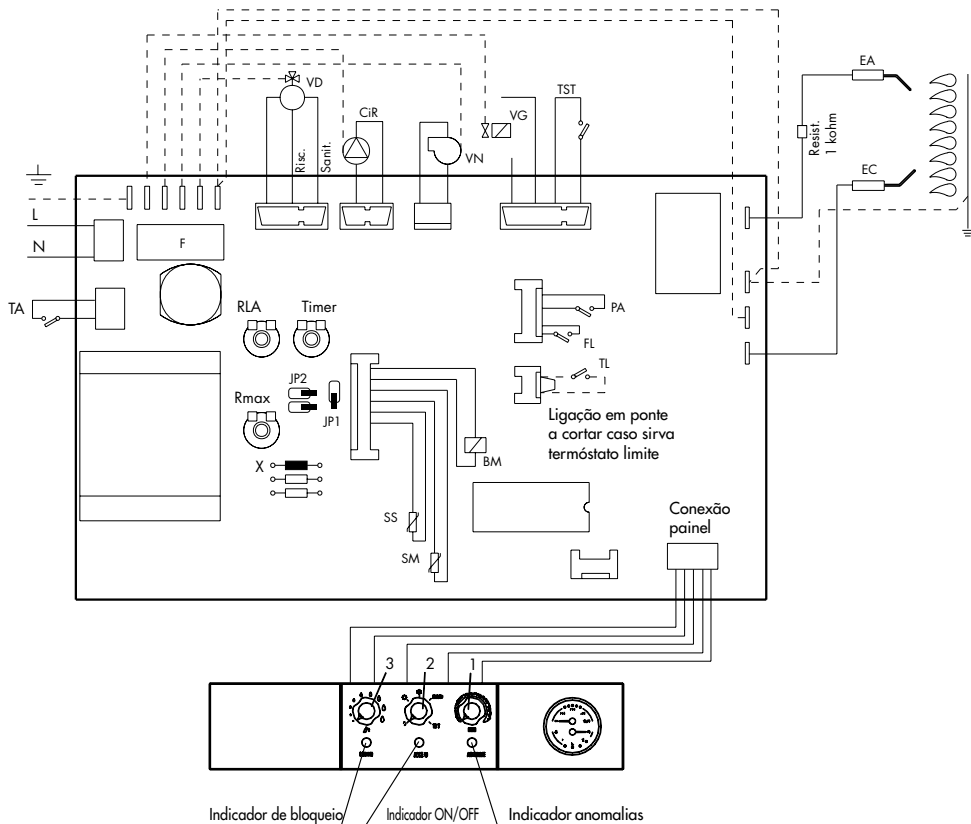 EA
VD
TST
CiR
VG
Resist.
1 kohm
Risc.
Sanit.
VN
EC
L
N
F
TA
RLA
Timer
PA
FL
TL
JP2
JP1
Rmax
Ligação em ponte
a cortar caso sirva
termóstato limite
X
BM
SS
SM
Conexão
painel
3
2
1
Indicador de bloqueio
Indicador ON/OFF
Indicador anomalias